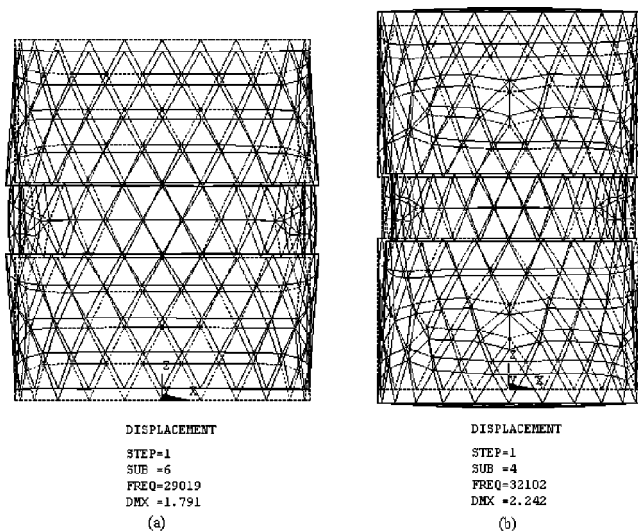 Z
X
DISPLACEMENT
STEP=1
SUB =6
FREQ=29019
DMX =1.791
(a)
Z
Y
X
DISPLACEMENT
STEP=1
SUB =4
FREQ=32102
DMX =2.242
(b)